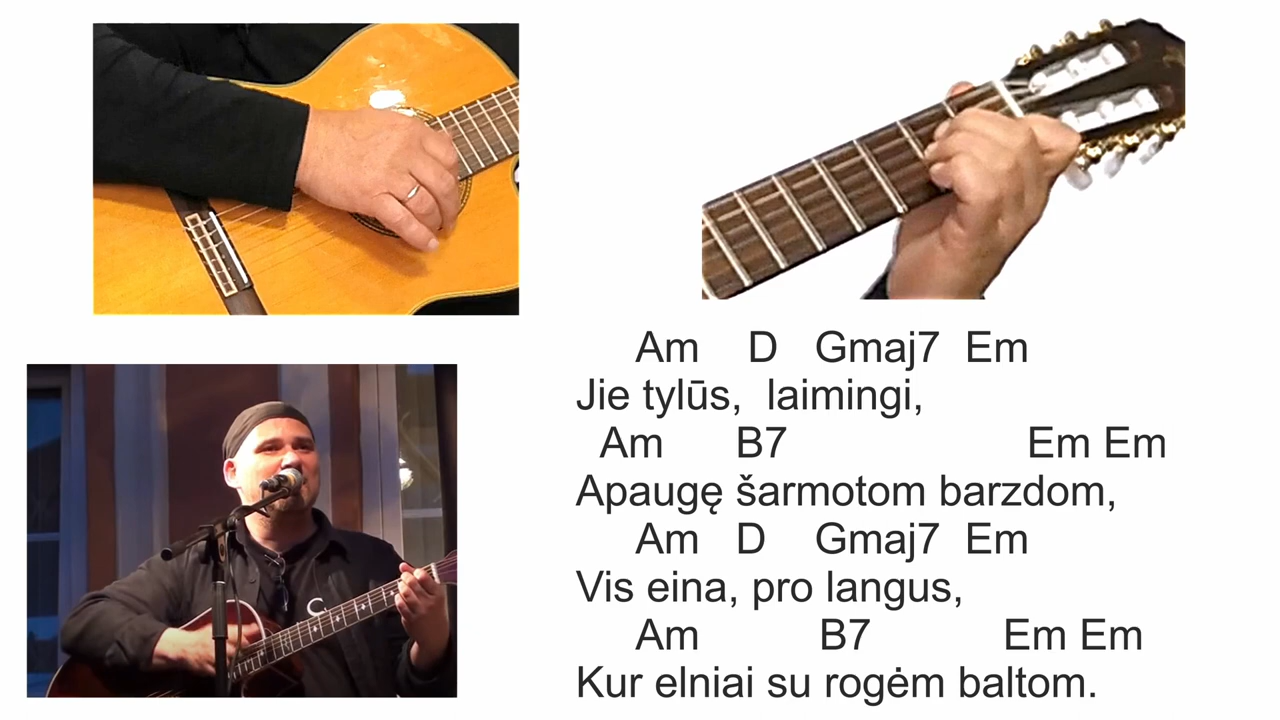 Am D Gmaj7 Em
Jie tylūs, laimingi,
Am B7 Em Em
Apaugę šarmotom barzdom,
Am D Gmaj7 Em
Vis eina, pro langus,
Am B7 Em Em
Kur elniai su rogėm baltom.